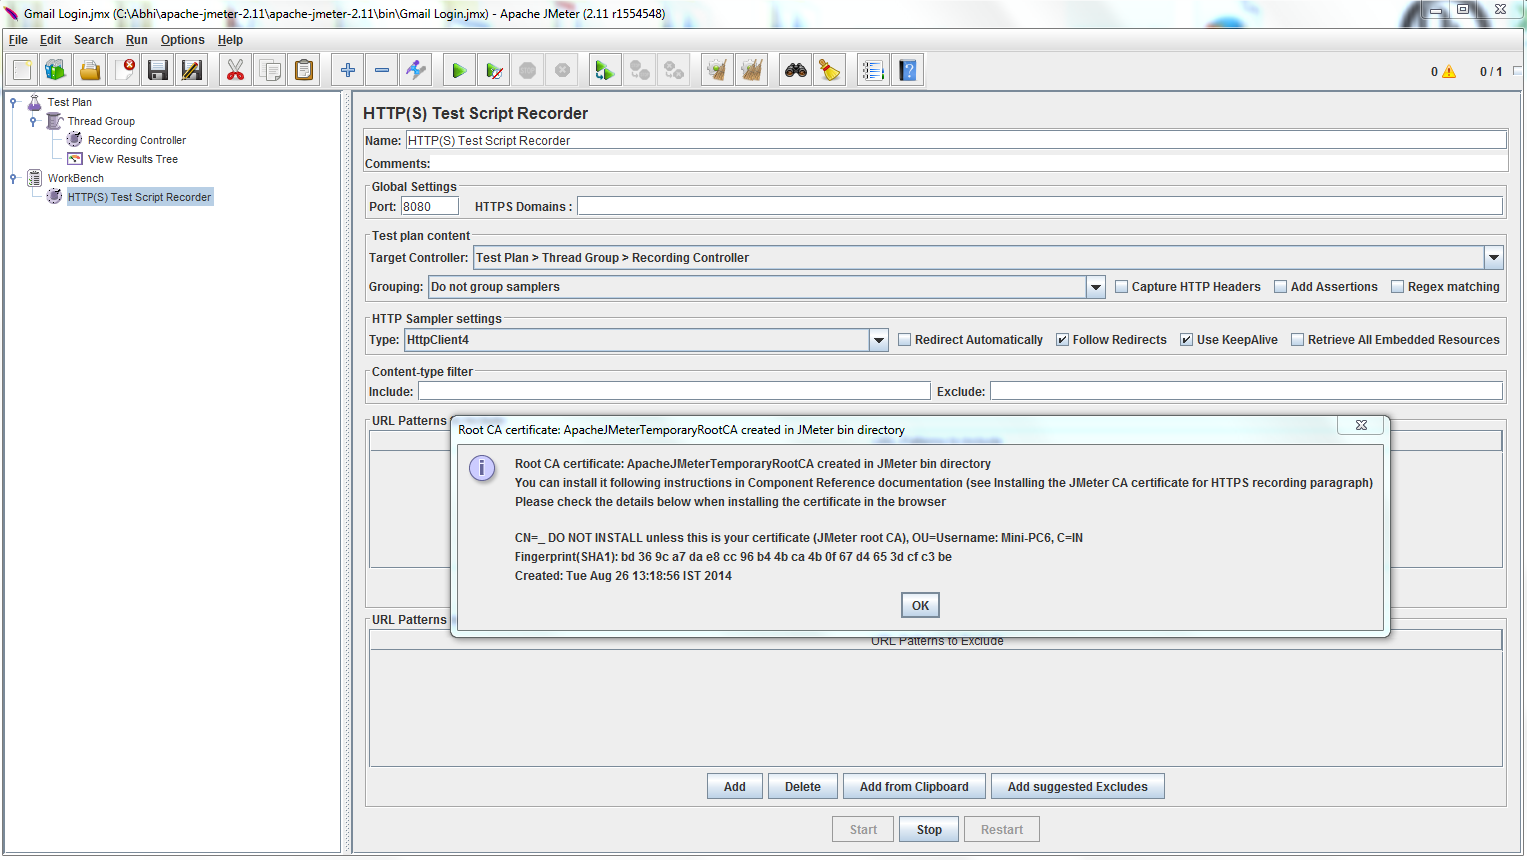 Gmail Login.jmx (C:\Abhi\apache-jmeter-2.11\apache-jmeter-2.11\bin\Gmail Login.jmx) - Apache JMeter (2.11 r1554548)
File Edit Search Run Options Help
0 0 / 1
Test Plan
Thread Group
Recording Controller
View Results Tree
WorkBench
HTTP(S) Test Script Recorder
HTTP(S) Test Script Recorder
Name: HTTP(S) Test Script Recorder
Comments:
Global Settings
Port: 8080 HTTPS Domains :
Test plan content
Target Controller: Test Plan > Thread Group > Recording Controller
Grouping: Do not group samplers Capture HTTP Headers Add Assertions Regex matching
HTTP Sampler settings
Type: HttpClient4 Redirect Automatically Follow Redirects Use KeepAlive Retrieve All Embedded Resources
Content-type filter
Include: Exclude:
URL Patterns
Root CA certificate: ApacheJMeterTemporaryRootCA created in JMeter bin directory
Root CA certificate: ApacheJMeterTemporaryRootCA created in JMeter bin directory
You can install it following instructions in Component Reference documentation (see Installing the JMeter CA certificate for HTTPS recording paragraph)
Please check the details below when installing the certificate in the browser
CN=_ DO NOT INSTALL unless this is your certificate (JMeter root CA), OU=Username: Mini-PC6, C=IN
Fingerprint(SHA1): bd 36 9c a7 da e8 cc 96 b4 4b ca 4b 0f 67 d4 65 3d cf c3 be
Created: Tue Aug 26 13:18:56 IST 2014
OK
URL Patterns
URL Patterns to Exclude
Add Delete Add from Clipboard Add suggested Excludes
Start Stop Restart